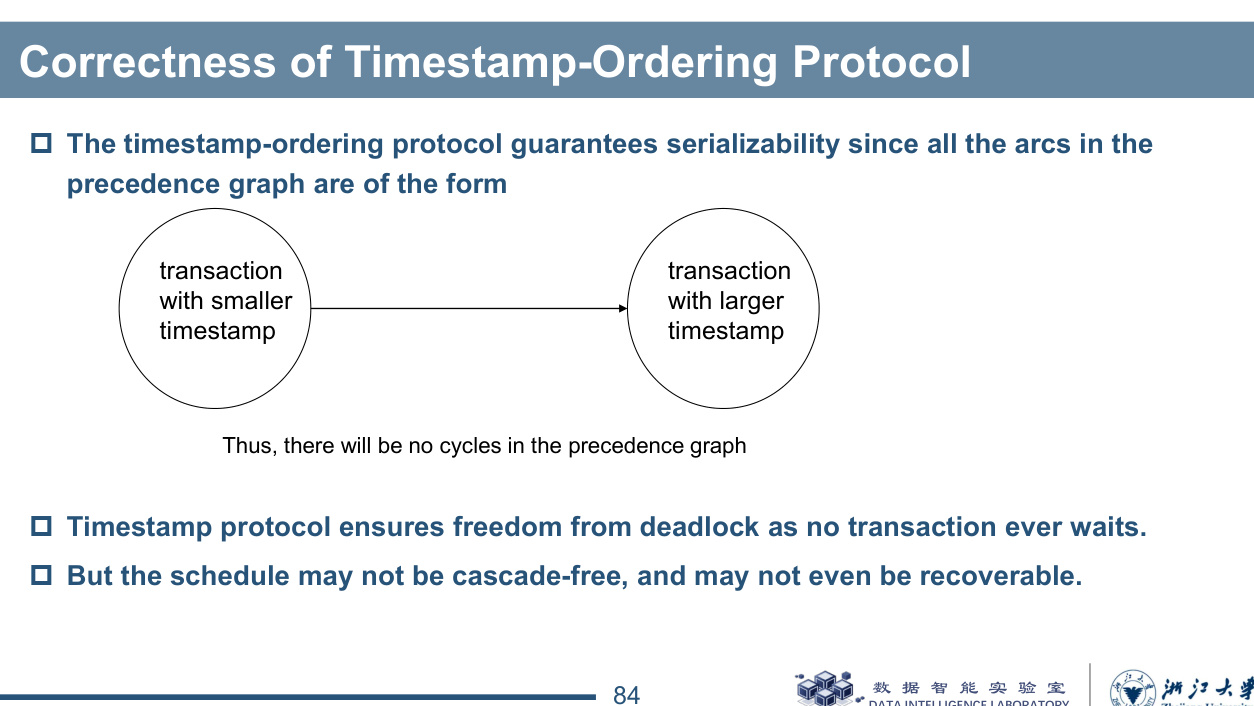 Correctness of Timestamp-Ordering Protocol
The timestamp-ordering protocol guarantees serializability since all the arcs in the
precedence graph are of the form
transaction
with smaller
timestamp
transaction
with larger
timestamp
Thus, there will be no cycles in the precedence graph
Timestamp protocol ensures freedom from deadlock as no transaction ever waits.
But the schedule may not be cascade-free, and may not even be recoverable.
84
数据智能实验室
DATA INTELLIGENCE LABORATORY
浙江大学
Zhejiang University